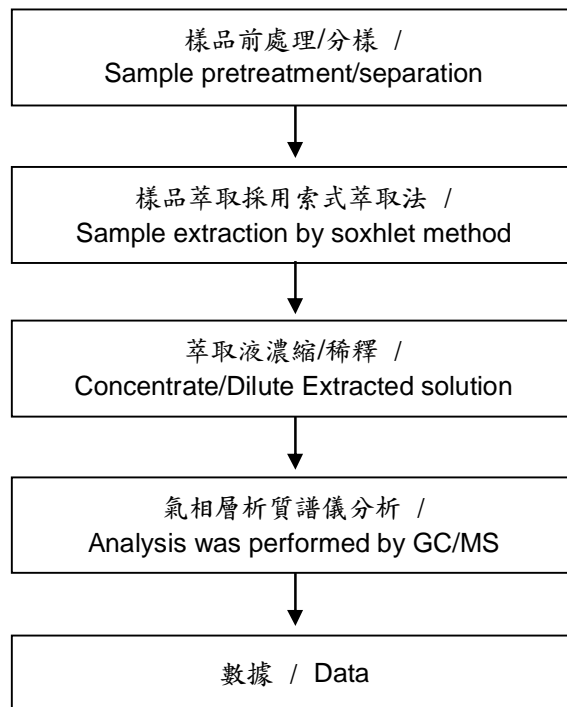 樣品前處理/分樣 /
Sample pretreatment/separation
樣品萃取採用索式萃取法 /
Sample extraction by soxhlet method
萃取液濃縮/稀釋 /
Concentrate/Dilute Extracted solution
氣相層析質譜儀分析 /
Analysis was performed by GC/MS
數據 / Data